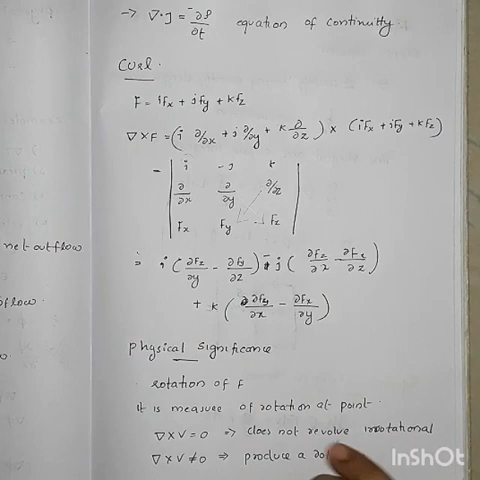 → ∇·J = -∂ρ/∂t equation of continuity
Curl.
F = iFx + jFy + kFz
∇×F = (i ∂/∂x + j ∂/∂y + k ∂/∂z) × (iFx + jFy + kFz)
= | i -j k |
| ∂/∂x ∂/∂y ∂/∂z |
| Fx Fy Fz |
net outflow
= i (∂Fz/∂y - ∂Fy/∂z) - j (∂Fz/∂x - ∂Fx/∂z)
+ k (∂Fy/∂x - ∂Fx/∂y)
physical significance
rotation of F
it is measure of rotation at point.
∇×V=0 ⇒ does not revolve irrotational
∇×V≠0 ⇒ produce a
InShOt